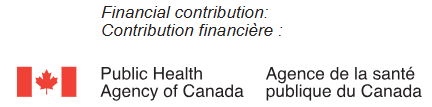 Financial contribution:
Contribution financière :
Public Health
Agency of Canada
Agence de la santé
publique du Canada